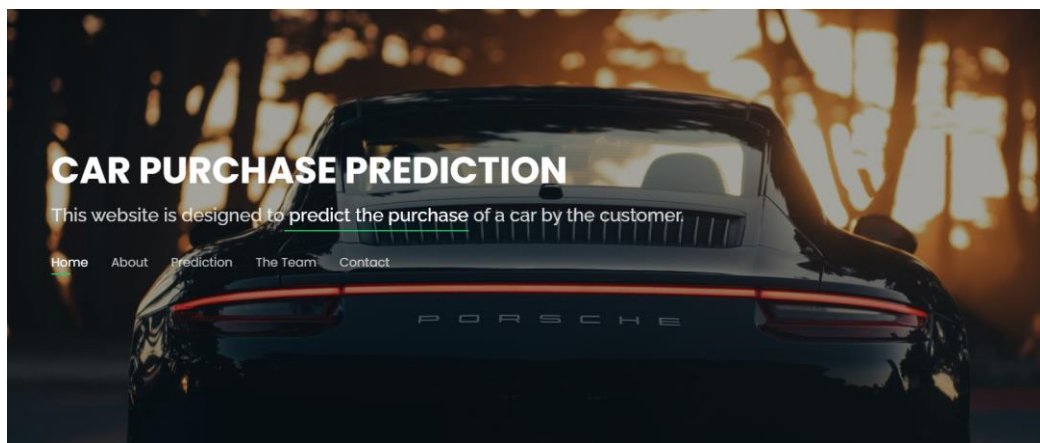 CAR PURCHASE PREDICTION
This website is designed to predict the purchase of a car by the customer.
Home About Prediction The Team Contact
PORSCHE